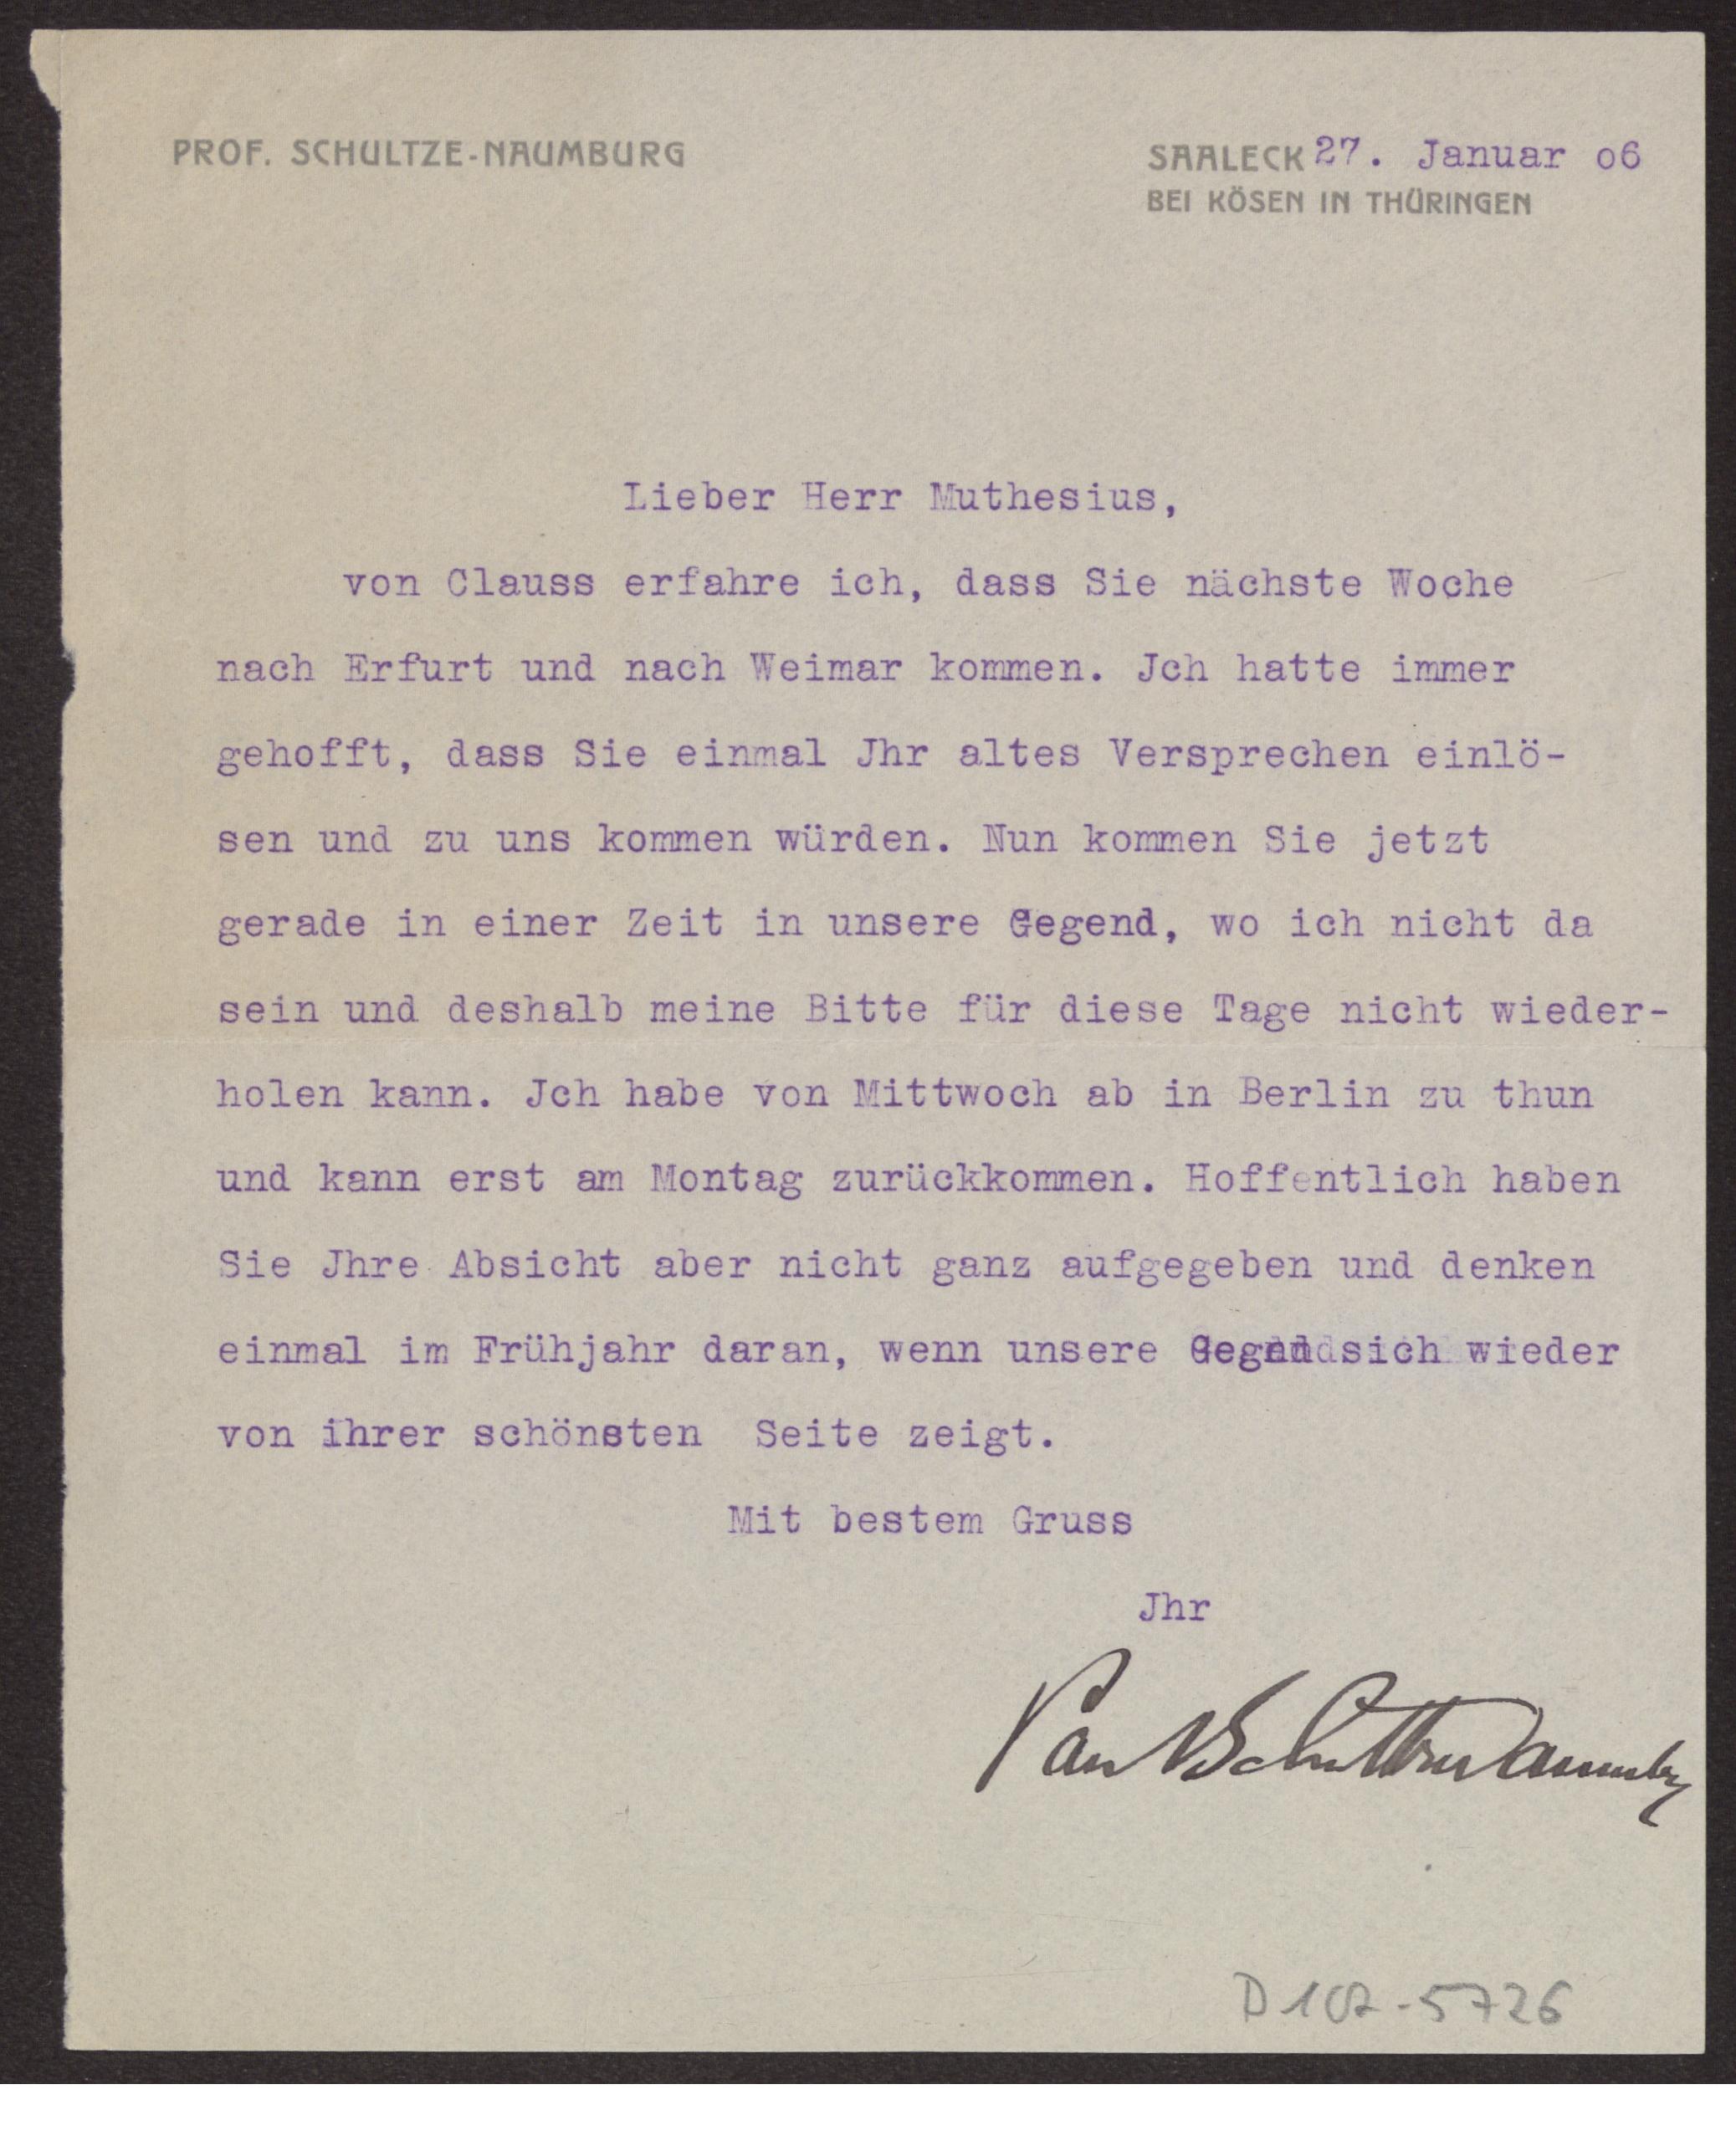 PROF. SCHULTZE-NAUMBURG
SAALECK 27. Januar 06
BEI KÖSEN IN THÜRINGEN
Lieber Herr Muthesius,
von Clauss erfahre ich, dass Sie nächste Woche
nach Erfurt und nach Weimar kommen. Jch hatte immer
gehofft, dass Sie einmal Jhr altes Versprechen einlö-
sen und zu uns kommen würden. Nun kommen Sie jetzt
gerade in einer Zeit in unsere Gegend, wo ich nicht da
sein und deshalb meine Bitte für diese Tage nicht wieder-
holen kann. Jch habe von Mittwoch ab in Berlin zu thun
und kann erst am Montag zurückkommen. Hoffentlich haben
Sie Jhre Absicht aber nicht ganz aufgegeben und denken
einmal im Frühjahr daran, wenn unsere Gegend sich wieder
von ihrer schönsten Seite zeigt.
Mit bestem Gruss
Jhr
Paul Schultze Naumburg
D 102-5726